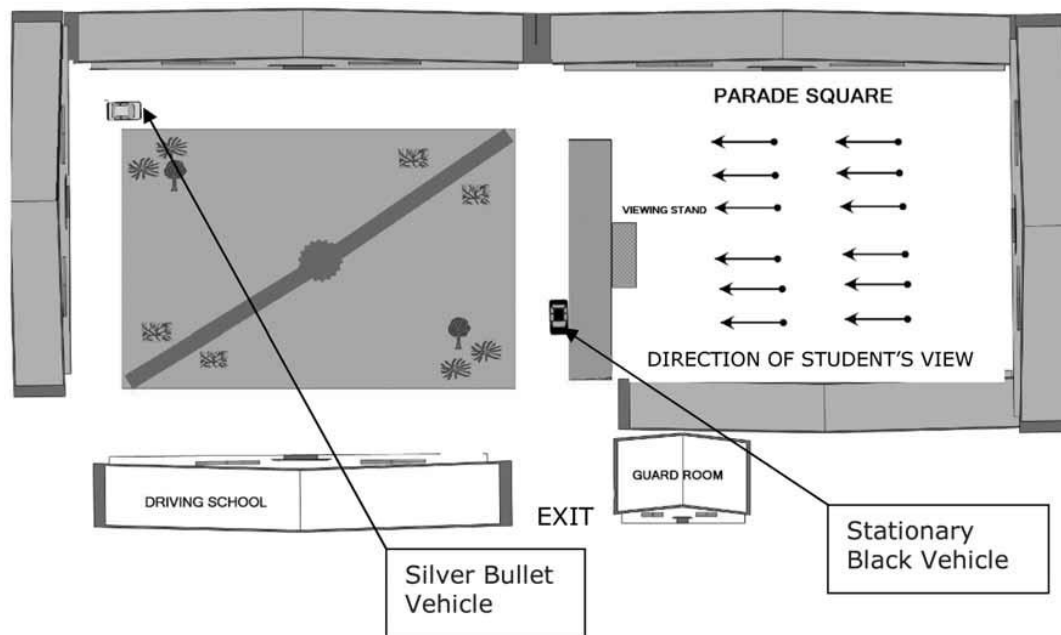 PARADE SQUARE
VIEWING STAND
DIRECTION OF STUDENT'S VIEW
DRIVING SCHOOL
GUARD ROOM
EXIT
Silver Bullet
Vehicle
Stationary
Black Vehicle